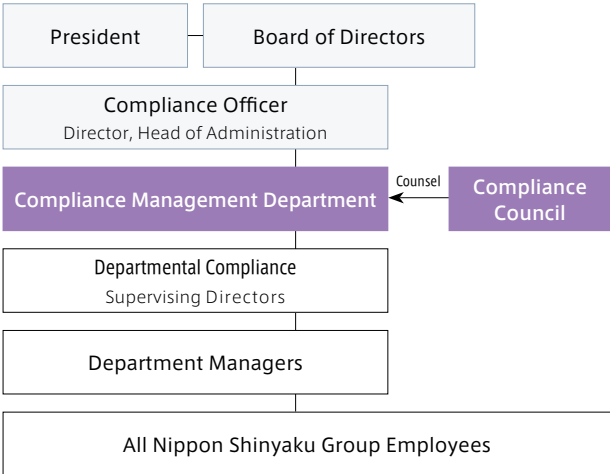 President
Board of Directors
Compliance Officer
Director, Head of Administration
Compliance Management Department
Counsel
Compliance
Council
Departmental Compliance
Supervising Directors
Department Managers
All Nippon Shinyaku Group Employees